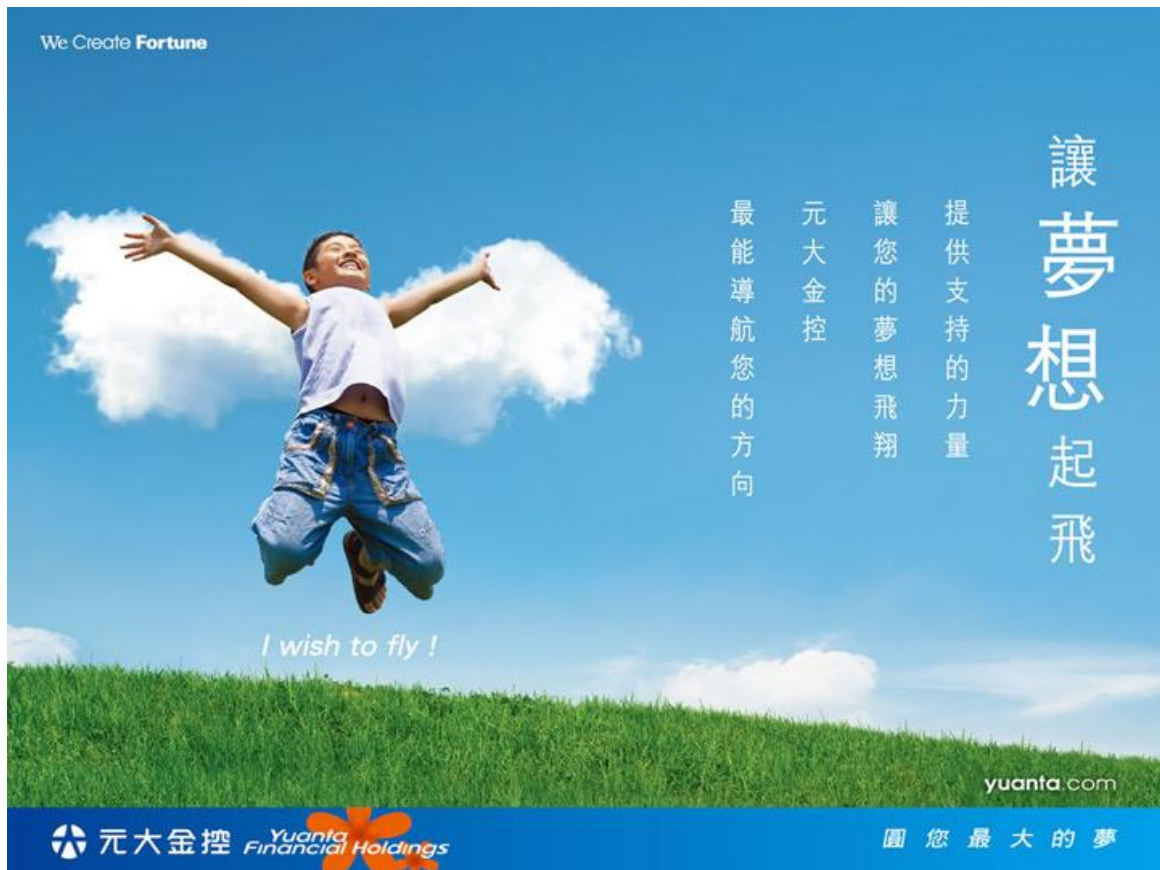 We Create Fortune
讓夢想起飛
提供支持的力量
讓您的夢想飛翔
元大金控
最能導航您的方向
I wish to fly !
yuanta.com
元大金控 Yuanta Financial Holdings
圓您最大的夢